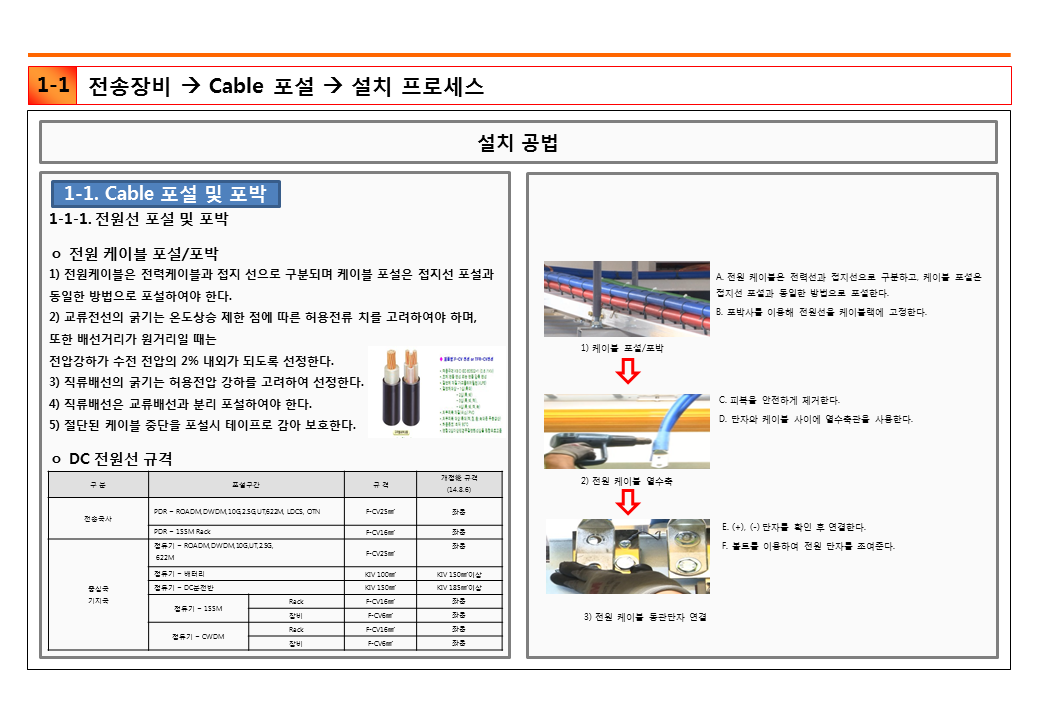 1-1 전송장비 → Cable 포설 → 설치 프로세스
설치 공법
1-1. Cable 포설 및 포박
1-1-1. 전원선 포설 및 포박
ㅇ 전원 케이블 포설/포박
1) 전원케이블은 전력케이블과 접지 선으로 구분되며 케이블 포설은 접지선 포설과
동일한 방법으로 포설하여야 한다.
2) 교류전선의 굵기는 온도상승 제한 점에 따른 허용전류 치를 고려하여야 하며,
또한 배선거리가 원거리일 때는
전압강하가 수전 전압의 2% 내외가 되도록 선정한다.
3) 직류배선의 굵기는 허용전압 강하를 고려하여 선정한다.
4) 직류배선은 교류배선과 분리 포설하여야 한다.
5) 절단된 케이블 중단을 포설시 테이프로 감아 보호한다.
ㅇ DC 전원선 규격
구 분 포설구간 규 격 개정後 규격
(14.8.6)
전송국사 PDR – ROADM,DWDM,10G,2.5G,UT,622M, LDCS, OTN F-CV25㎟ 좌충
PDR – 155M Rack F-CV16㎟ 좌충
중심국
기지국
정류기 – ROADM,DWDM,10G,UT,2.5G,
622M F-CV25㎟ 좌충
정류기 – 배터리 KIV 100㎟ KIV 150㎟이상
정류기 – DC분전반 KIV 150㎟ KIV 185㎟이상
정류기 – 155M Rack F-CV16㎟ 좌충
장비 F-CV6㎟ 좌충
정류기 – CWDM Rack F-CV16㎟ 좌충
장비 F-CV6㎟ 좌충
A. 전원 케이블은 전력선과 접지선으로 구분하고, 케이블 포설은
접지선 포설과 동일한 방법으로 포설한다.
B. 포박사를 이용해 전원선을 케이블랙에 고정한다.
1) 케이블 포설/포박
C. 피복을 안전하게 제거한다.
D. 단자와 케이블 사이에 열수축관을 사용한다.
2) 전원 케이블 열수축
E. (+), (-) 단자를 확인 후 연결한다.
F. 볼트를 이용하여 전원 단자를 조여준다.
3) 전원 케이블 동관단자 연결